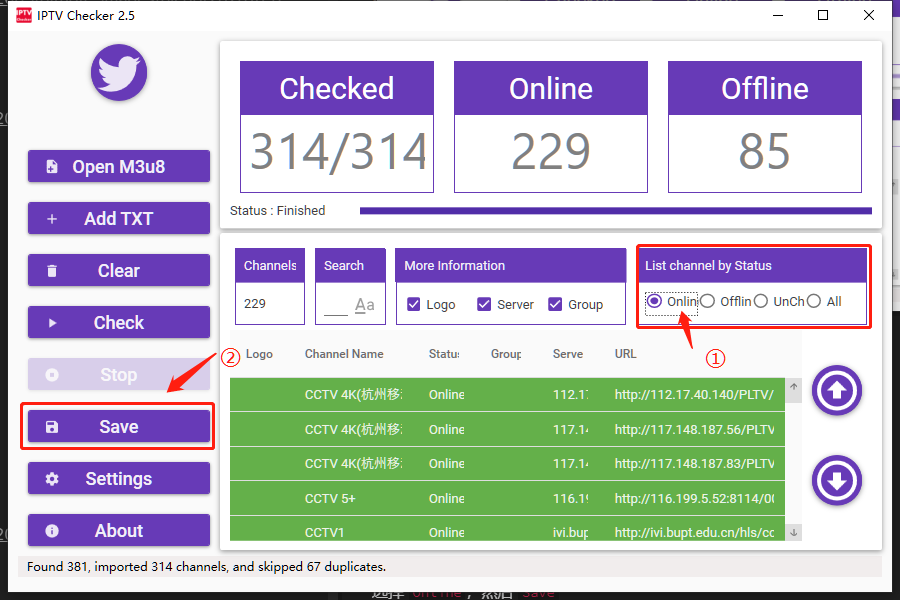 IPTV Checker 2.5
Checked
Online
Offline
314/314
229
85
Status : Finished
Open M3u8
Add TXT
Clear
Check
Stop
Save
Settings
About
Channels
Search
More Information
List channel by Status
229
Aa
Logo
Server
Group
Onlin
Offlin
UnCh
All
②
①
Logo
Channel Name
Status
Group
Serve
URL
CCTV 4K(杭州移 Online 112.1 http://112.17.40.140/PLTV/
CCTV 4K(杭州移 Online 117.14 http://117.148.187.56/PLTV
CCTV 4K(杭州移 Online 117.14 http://117.148.187.83/PLTV
CCTV 5+ Online 116.19 http://116.199.5.52:8114/00
CCTV1 Online ivi.bup http://ivi.bupt.edu.cn/hls/cc
Found 381, imported 314 channels, and skipped 67 duplicates.